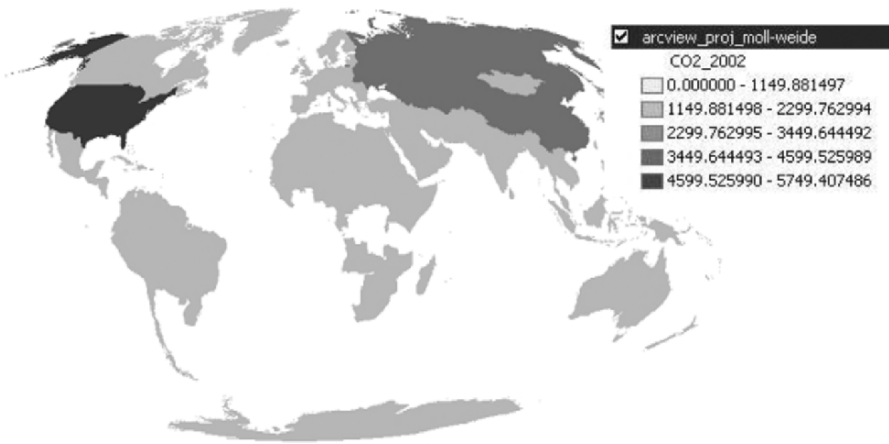 arcview_proj_moll-weide
CO2_2002
0.000000 - 1149.881497
1149.881498 - 2299.762994
2299.762995 - 3449.644492
3449.644493 - 4599.525989
4599.525990 - 5749.407486